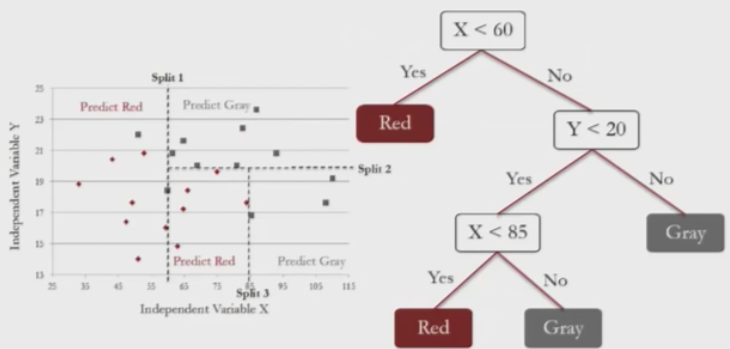 Split 1
Predict Red
Predict Gray
Independent Variable Y
25
23
21
19
17
15
13
Split 2
Predict Red
Predict Gray
25
35
45
55
65
75
85
95
105
115
Split 3
Independent Variable X
X < 60
Yes
No
Red
Y < 20
Yes
No
X < 85
Gray
Yes
No
Red
Gray